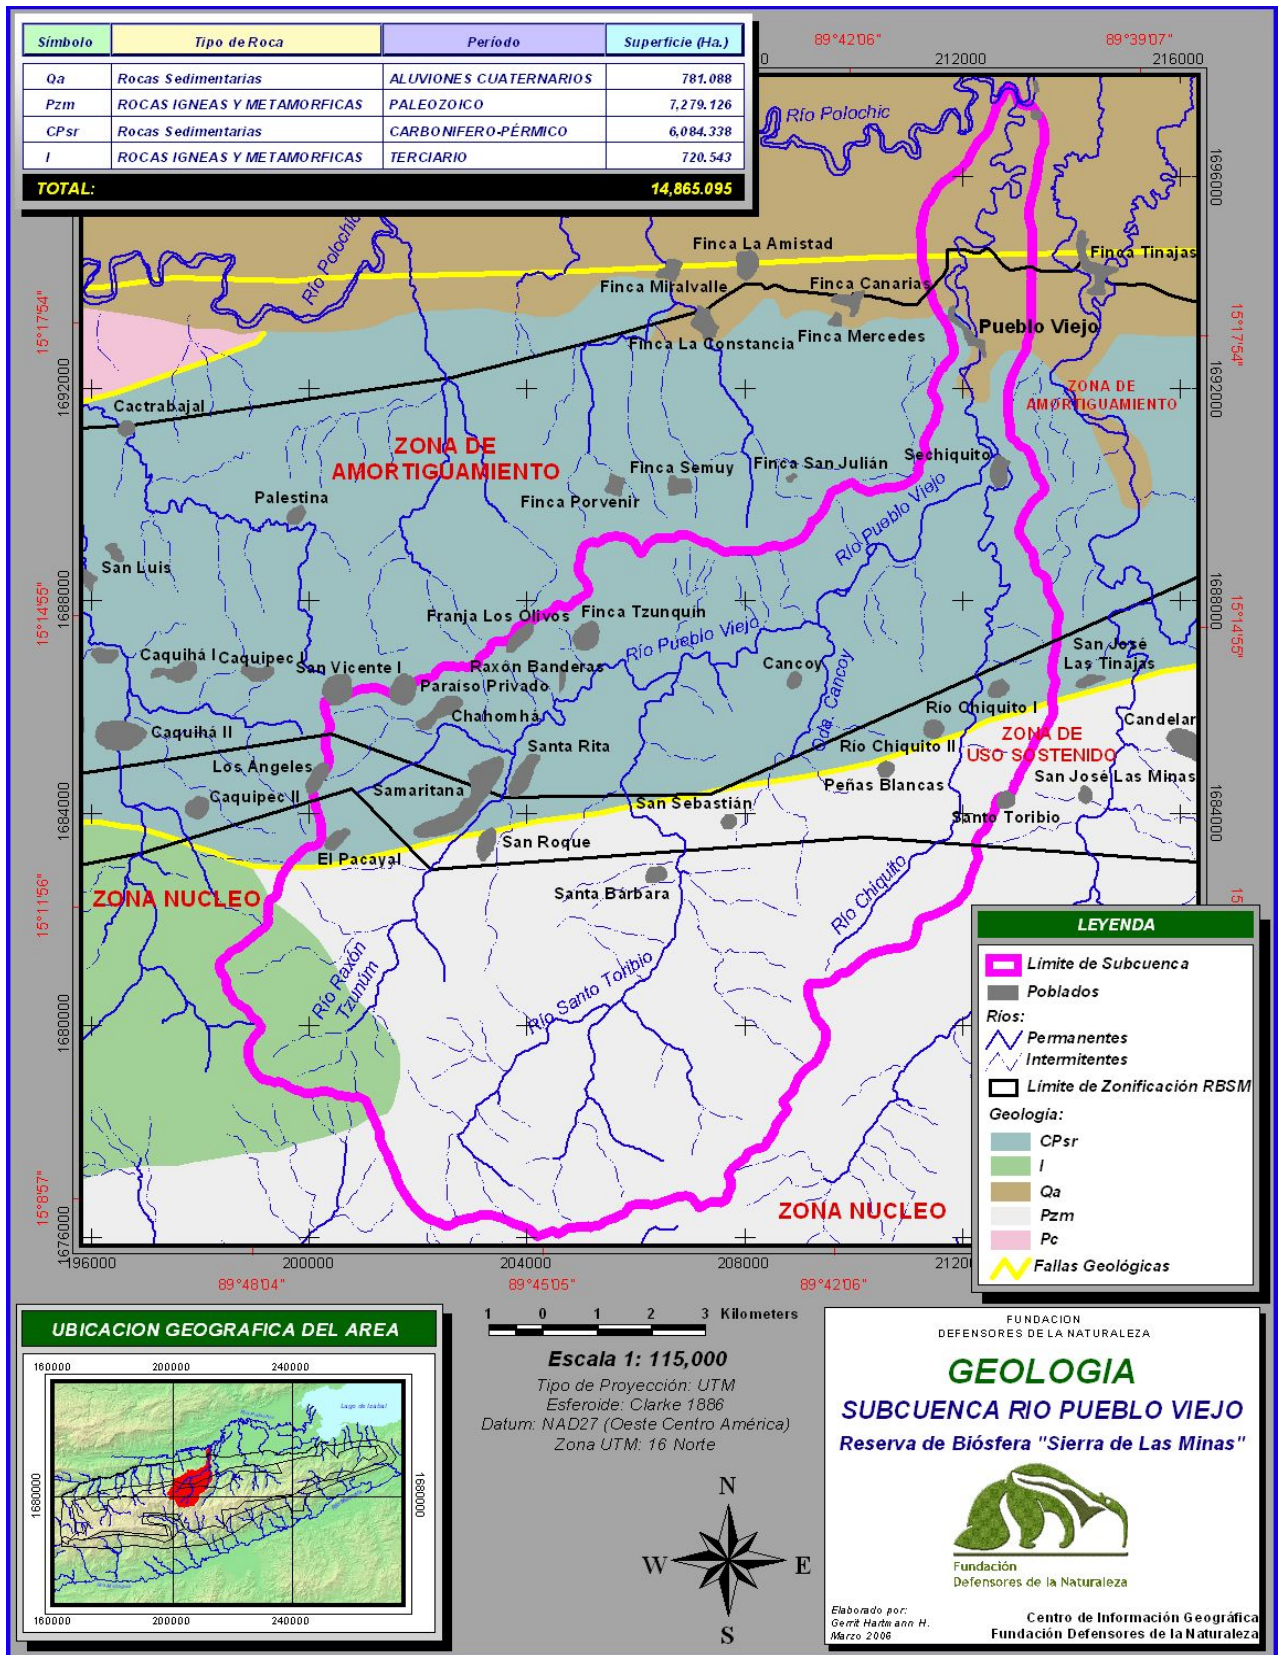 Símbolo Tipo de Roca Período Superficie (Ha.)
Qa Rocas Sedimentarias ALUVIONES CUATERNARIOS 781.088
Pzm ROCAS IGNEAS Y METAMORFICAS PALEOZOICO 7,279.126
CPsr Rocas Sedimentarias CARBONIFERO-PÉRMICO 6,084.338
I ROCAS IGNEAS Y METAMORFICAS TERCIARIO 720.543
TOTAL: 14,865.095
89°42'06" 89°39'07"
212000 216000
Río Polochic
1696000
Río Polochic
Finca La Amistad
Finca Tinajas
Finca Miralvalle
Finca Canarias
15°17'54"
15°17'54"
Pueblo Viejo
Finca La Constancia
Finca Mercedes
1692000
1692000
ZONA DE
AMORTIGUAMIENTO
Cactrabajal
ZONA DE
AMORTIGUAMIENTO
Sechiquito
Finca Semuy
Finca San Julián
Palestina
Finca Porvenir
Río Pueblo Viejo
San Luis
15°14'55"
1688000
1688000
15°14'55"
Franja Los Olivos
Finca Tzunquín
Río Pueblo Viejo
San José
Las Tinajas
Caquihá I
Caquipec I
San Vicente I
Raxón Banderas
Cancoy
Paraíso Privado
Qda. Cancoy
Chahomhá
Río Chiquito I
Candelar
Caquihá II
Santa Rita
Río Chiquito II
ZONA DE
USO SOSTENIDO
Los Angeles
Samaritana
Peñas Blancas
San José Las Minas
Caquipec II
San Sebastián
Santo Toribio
1684000
1684000
San Roque
El Pacayal
Santa Bárbara
ZONA NUCLEO
Río Chiquito
15°11'56"
15°
Río Raxón
Tzunúm
Río Santo Toribio
1680000
15°8'57"
ZONA NUCLEO
1676000
196000 200000 204000 208000 2120
89°48'04" 89°45'05" 89°42'06"
LEYENDA
Límite de Subcuenca
Poblados
Ríos:
Permanentes
Intermitentes
Límite de Zonificación RBSM
Geología:
CPsr
I
Qa
Pzm
Pc
Fallas Geológicas
UBICACION GEOGRAFICA DEL AREA
160000 200000 240000
Lago de Izabal
1680000
1680000
160000 200000 240000
1 0 1 2 3 Kilometers
Escala 1: 115,000
Tipo de Proyección: UTM
Esferoide: Clarke 1886
Datum: NAD27 (Oeste Centro América)
Zona UTM: 16 Norte
N
W E
S
FUNDACION
DEFENSORES DE LA NATURALEZA
GEOLOGIA
SUBCUENCA RIO PUEBLO VIEJO
Reserva de Biósfera "Sierra de Las Minas"
Fundación
Defensores de la Naturaleza
Elaborado por:
Gerrit Hartmann H.
Marzo 2006
Centro de Información Geográfica
Fundación Defensores de la Naturaleza